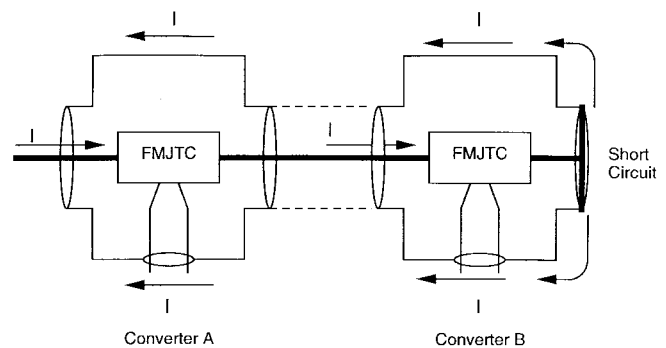 I
I
I
I
FMJTC
FMJTC
Short
Circuit
I
I
Converter A
Converter B